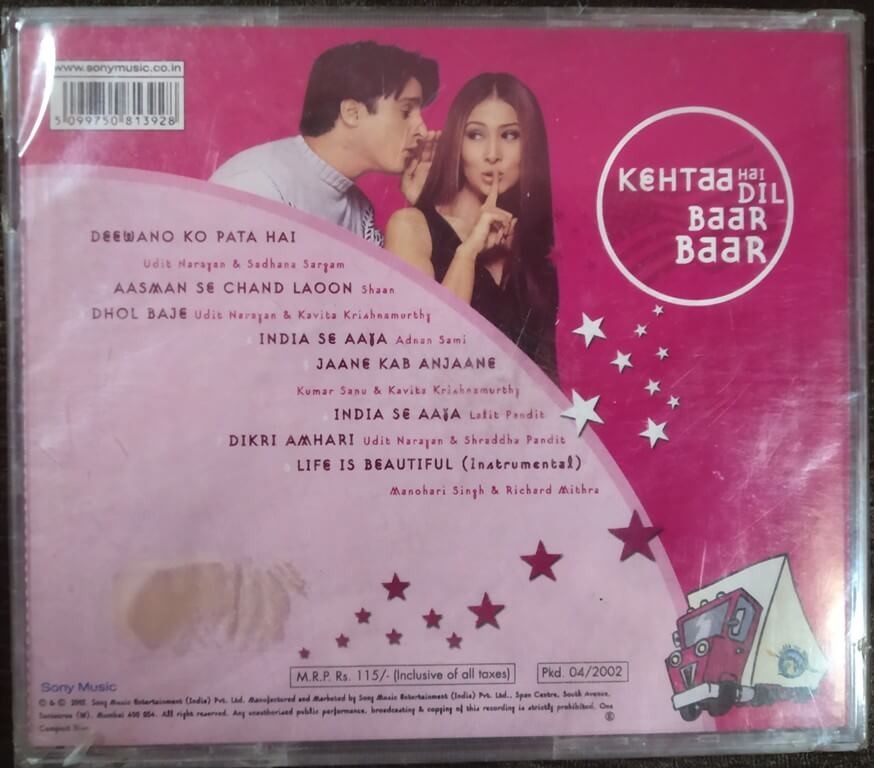 www.sonymusic.co.in
5 099750 813928
KEHTAA HAI
DIL
BAAR
BAAR
DEEWANO KO PATA HAI
Udit Narayan & Sadhana Sargam
AASMAN SE CHAND LAOON Shaan
DHOL BAJE Udit Narayan & Kavita Krishnamurthy
INDIA SE AAYA Adnan Sami
JAANE KAB ANJAANE
Kumar Sanu & Kavita Krishnamurthy
INDIA SE AAYA Lalit Pandit
DIKRI AMHARI Udit Narayan & Shraddha Pandit
LIFE IS BEAUTIFUL (Instrumental)
Manohari Singh & Richard Mithra
M.R.P. Rs. 115/- (Inclusive of all taxes) Pkd. 04/2002
Sony Music
© & ℗ 2002. Sony Music Entertainment (India) Pvt. Ltd. Manufactured and Marketed by Sony Music Entertainment (India) Pvt. Ltd., Span Centre, South Avenue,
Santacruz (W), Mumbai 400 054. All right reserved. Any unauthorised public performance, broadcasting & copying of this recording is strictly prohibited. One
Compact Disc